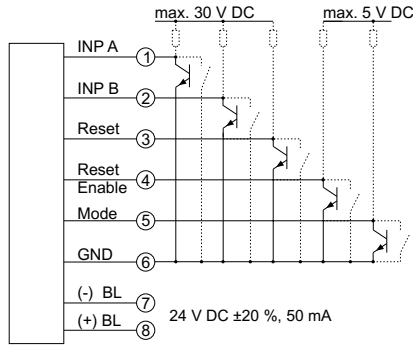 max. 30 V DC
max. 5 V DC
INP A
1
INP B
2
Reset
3
Reset
Enable
4
Mode
5
GND
6
(-) BL
7
(+) BL
8
24 V DC ±20 %, 50 mA